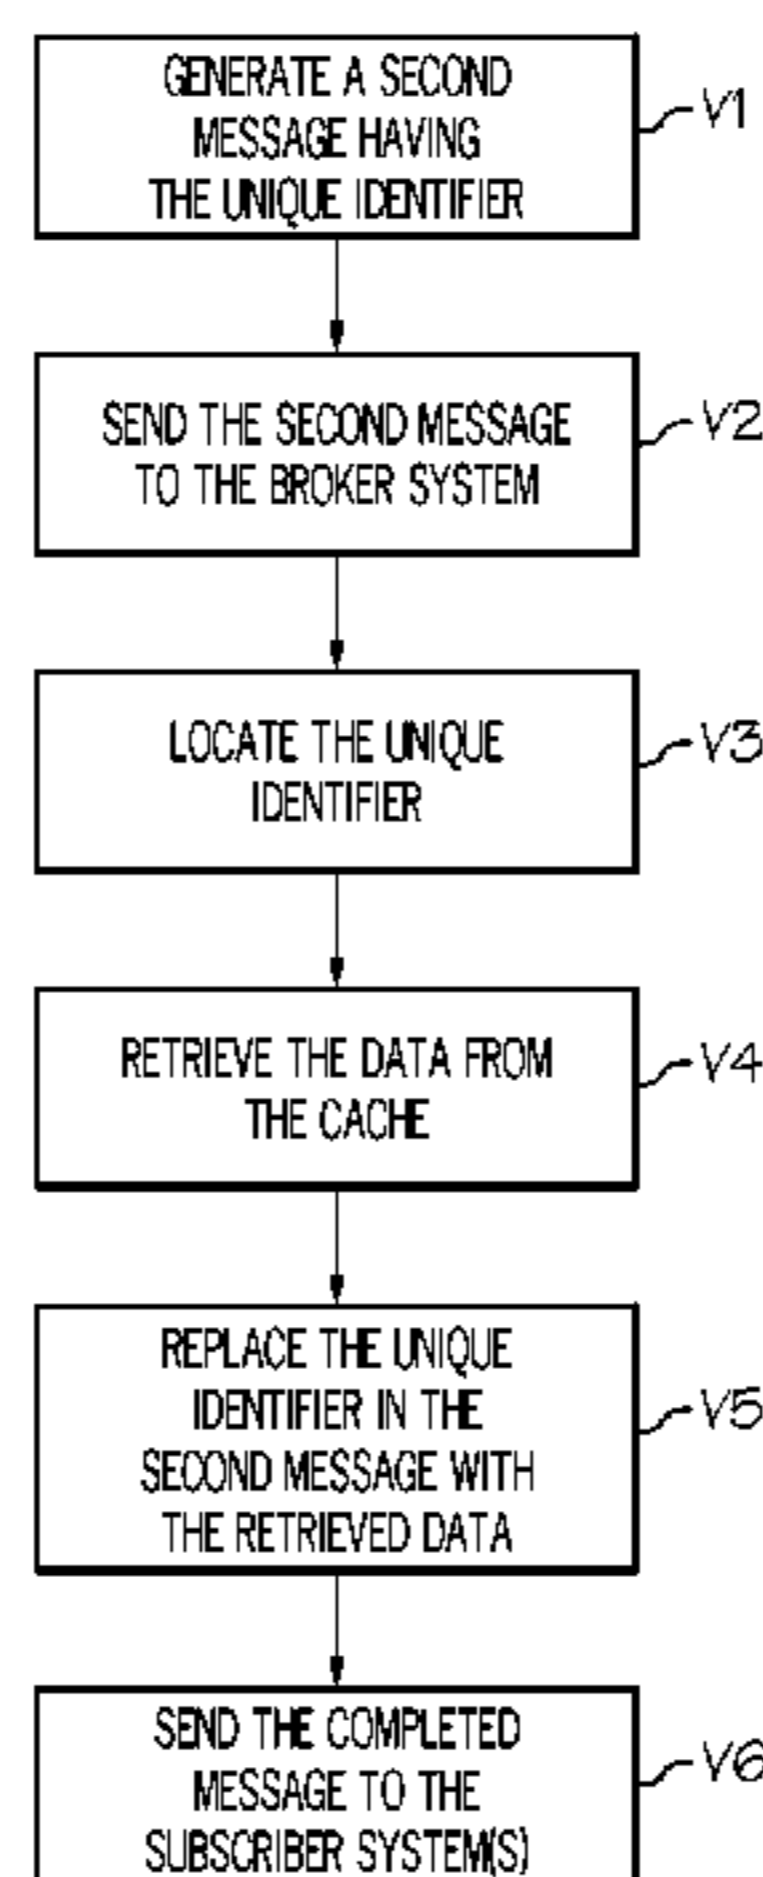 GENERATE A SECOND
MESSAGE HAVING
THE UNIQUE IDENTIFIER
V1
SEND THE SECOND MESSAGE
TO THE BROKER SYSTEM
V2
LOCATE THE UNIQUE
IDENTIFIER
V3
RETRIEVE THE DATA FROM
THE CACHE
V4
REPLACE THE UNIQUE
IDENTIFIER IN THE
SECOND MESSAGE WITH
THE RETRIEVED DATA
V5
SEND THE COMPLETED
MESSAGE TO THE
SUBSCRIBER SYSTEM(S)
V6